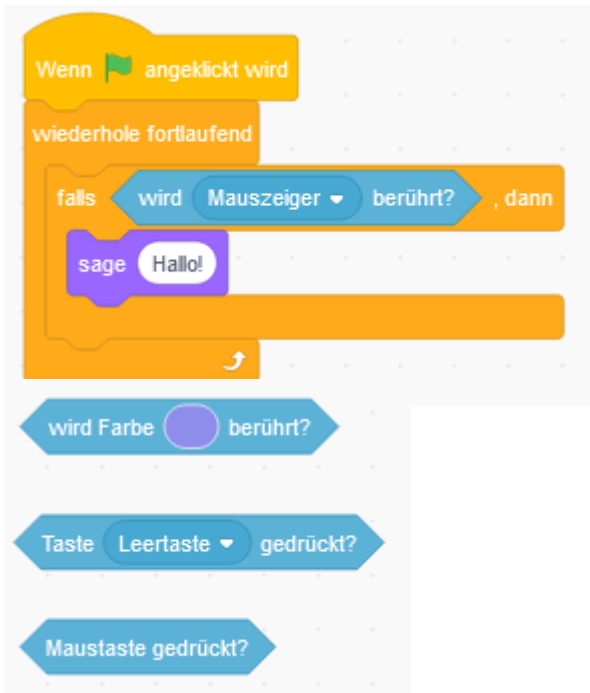 Wenn angeklickt wird
wiederhole fortlaufend
falls wird Mauszeiger berührt? , dann
sage Hallo!
wird Farbe berührt?
Taste Leertaste gedrückt?
Maustaste gedrückt?